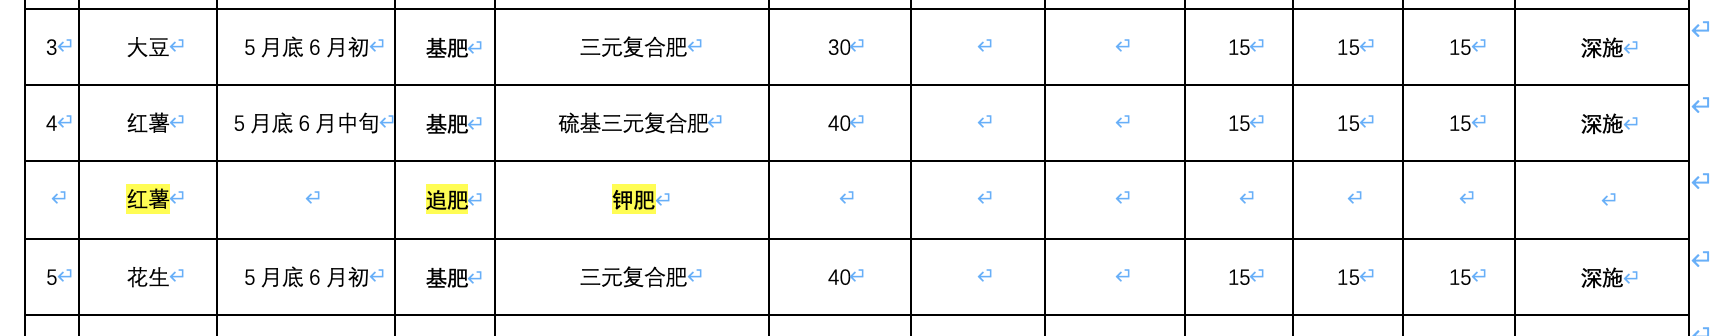 3 大豆 5 月底 6 月初 基肥 三元复合肥 30 15 15 15 深施
4 红薯 5 月底 6 月中旬 基肥 硫基三元复合肥 40 15 15 15 深施
红薯 追肥 钾肥
5 花生 5 月底 6 月初 基肥 三元复合肥 40 15 15 15 深施